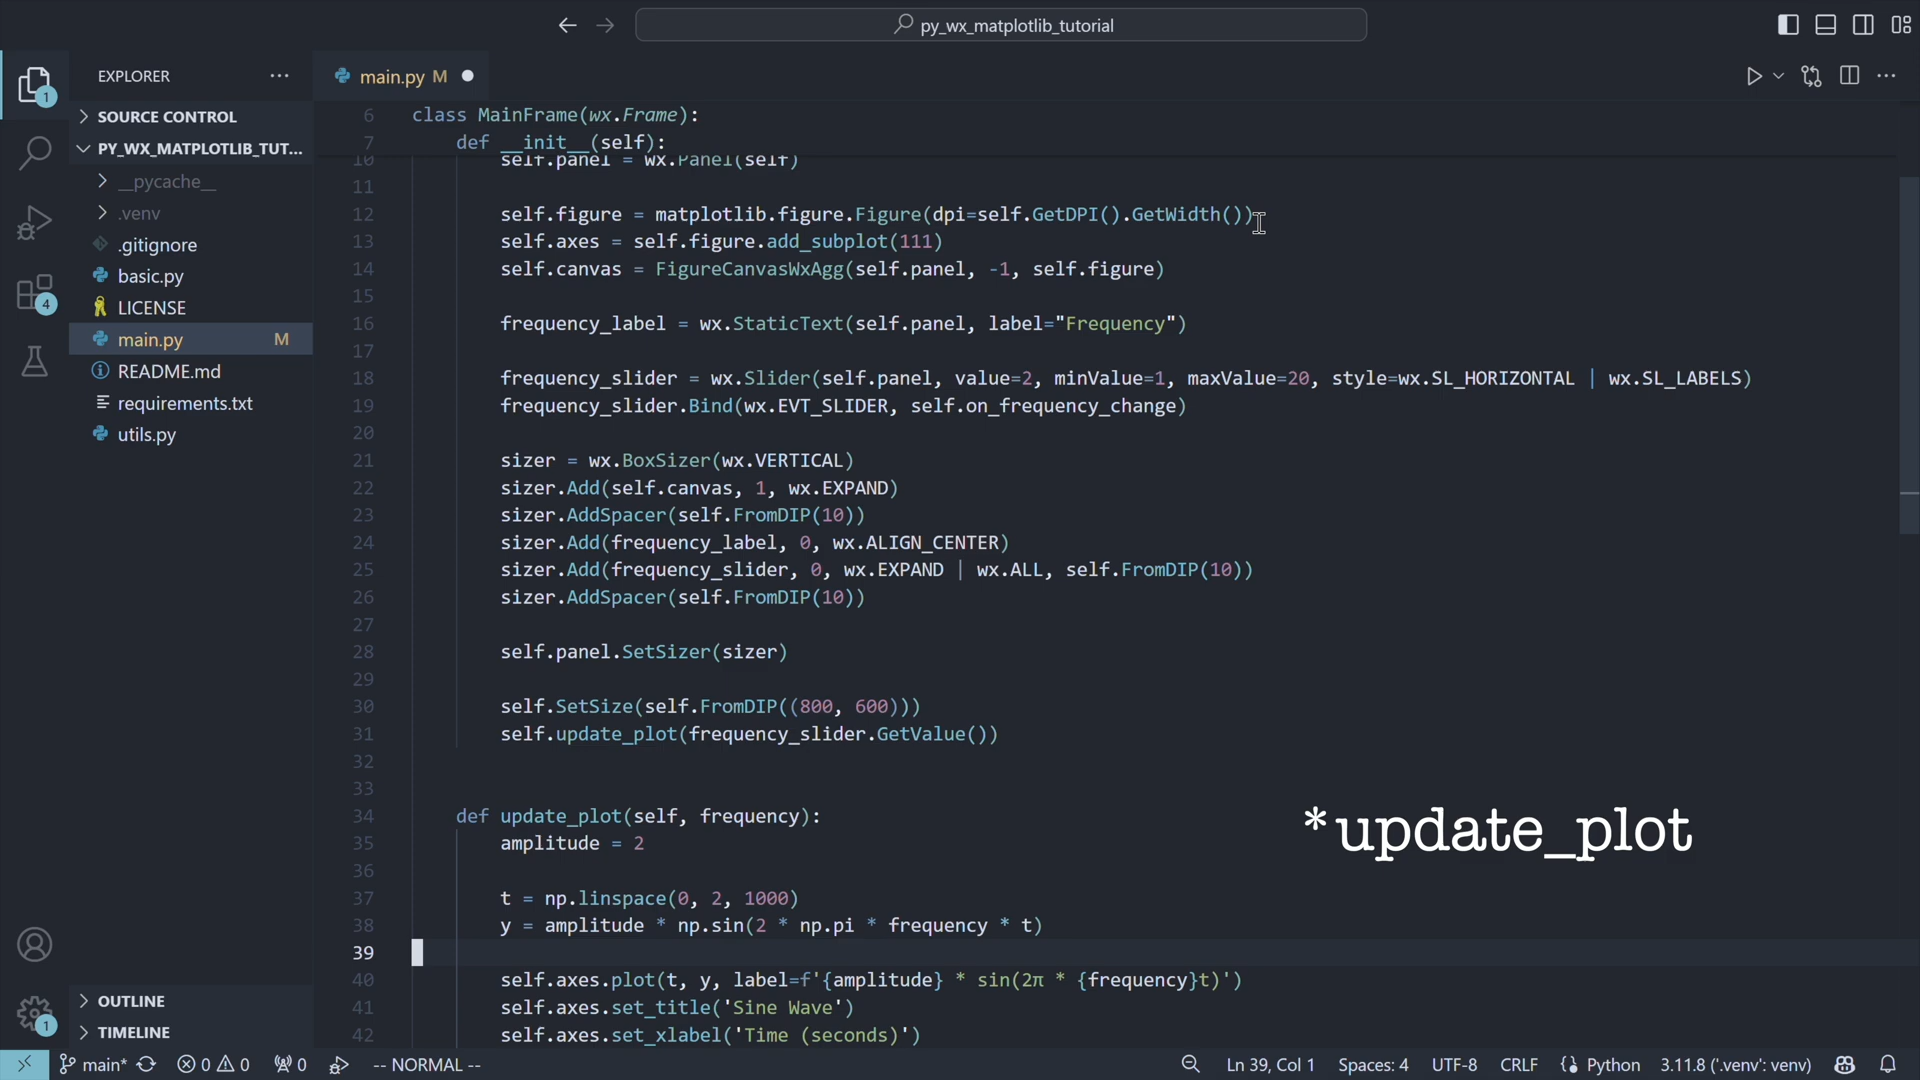 py_wx_matplotlib_tutorial
EXPLORER
main.py M
1
SOURCE CONTROL
PY_WX_MATPLOTLIB_TUT...
__pycache__
.venv
.gitignore
basic.py
LICENSE
main.py M
README.md
requirements.txt
utils.py
4
OUTLINE
TIMELINE
1
6 class MainFrame(wx.Frame):
7 def __init__(self):
10 self.panel = wx.Panel(self)
11
12 self.figure = matplotlib.figure.Figure(dpi=self.GetDPI().GetWidth())
13 self.axes = self.figure.add_subplot(111)
14 self.canvas = FigureCanvasWxAgg(self.panel, -1, self.figure)
15
16 frequency_label = wx.StaticText(self.panel, label="Frequency")
17
18 frequency_slider = wx.Slider(self.panel, value=2, minValue=1, maxValue=20, style=wx.SL_HORIZONTAL | wx.SL_LABELS)
19 frequency_slider.Bind(wx.EVT_SLIDER, self.on_frequency_change)
20
21 sizer = wx.BoxSizer(wx.VERTICAL)
22 sizer.Add(self.canvas, 1, wx.EXPAND)
23 sizer.AddSpacer(self.FromDIP(10))
24 sizer.Add(frequency_label, 0, wx.ALIGN_CENTER)
25 sizer.Add(frequency_slider, 0, wx.EXPAND | wx.ALL, self.FromDIP(10))
26 sizer.AddSpacer(self.FromDIP(10))
27
28 self.panel.SetSizer(sizer)
29
30 self.SetSize(self.FromDIP((800, 600)))
31 self.update_plot(frequency_slider.GetValue())
32
33
34 def update_plot(self, frequency):
35 amplitude = 2
36
37 t = np.linspace(0, 2, 1000)
38 y = amplitude * np.sin(2 * np.pi * frequency * t)
39
40 self.axes.plot(t, y, label=f'{amplitude} * sin(2π * {frequency}t)')
41 self.axes.set_title('Sine Wave')
42 self.axes.set_xlabel('Time (seconds)')
*update_plot
main* 0 0 0 -- NORMAL -- Ln 39, Col 1 Spaces: 4 UTF-8 CRLF Python 3.11.8 ('.venv': venv)